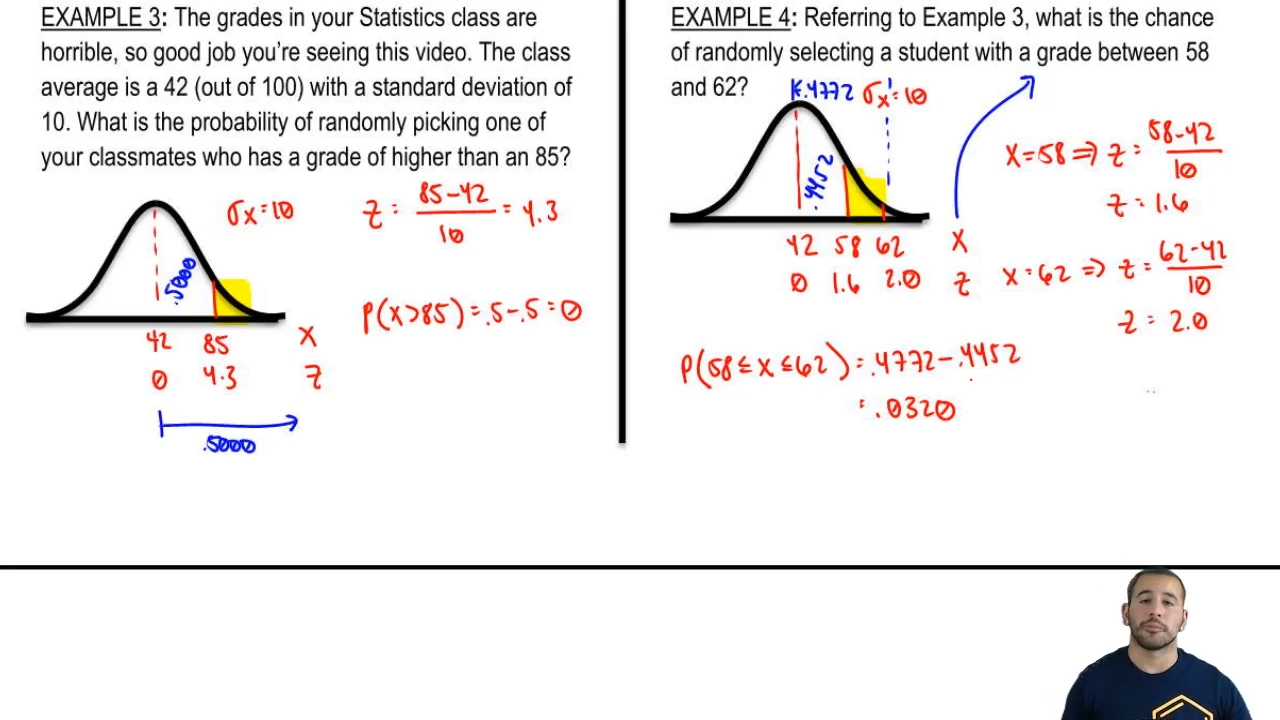 EXAMPLE 3: The grades in your Statistics class are
horrible, so good job you're seeing this video. The class
average is a 42 (out of 100) with a standard deviation of
10. What is the probability of randomly picking one of
your classmates who has a grade of higher than an 85?
σx = 10
z = 85-42 / 10 = 4.3
.5000
P(x>85) = .5-.5 = 0
42 85 x
0 4.3 z
.5000
EXAMPLE 4: Referring to Example 3, what is the chance
of randomly selecting a student with a grade between 58
and 62?
.4772 σx = 10
.4452
x=58 ⇒ z = 58-42 / 10
z = 1.6
42 58 62 x
0 1.6 2.0 z
x=62 ⇒ z = 62-42 / 10
z = 2.0
P(58 ≤ x ≤ 62) = .4772 - .4452
= .0320